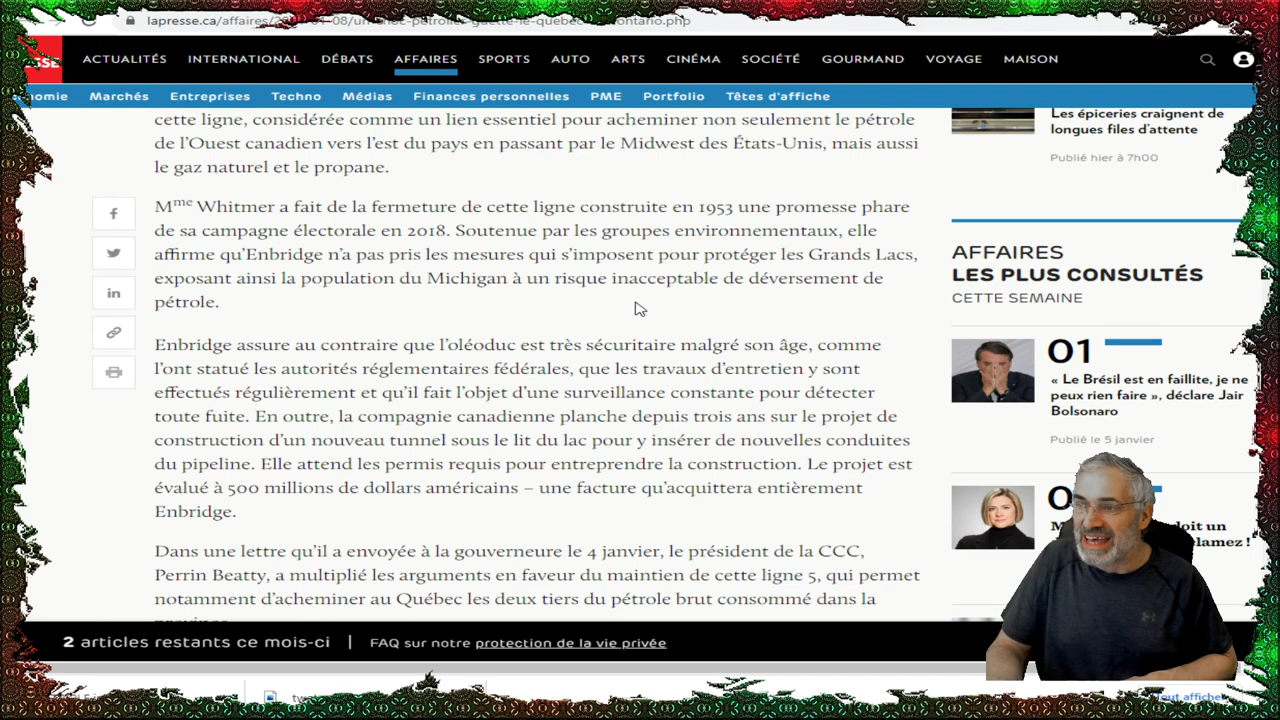 lapresse.ca/affaires/
ACTUALITÉS INTERNATIONAL DÉBATS AFFAIRES SPORTS AUTO ARTS CINÉMA SOCIÉTÉ GOURMAND VOYAGE MAISON
Marchés Entreprises Techno Médias Finances personnelles PME Portfolio Têtes d'affiche
cette ligne, considérée comme un lien essentiel pour acheminer non seulement le pétrole
de l'Ouest canadien vers l'est du pays en passant par le Midwest des États-Unis, mais aussi
le gaz naturel et le propane.
Mme Whitmer a fait de la fermeture de cette ligne construite en 1953 une promesse phare
de sa campagne électorale en 2018. Soutenue par les groupes environnementaux, elle
affirme qu'Enbridge n'a pas pris les mesures qui s'imposent pour protéger les Grands Lacs,
exposant ainsi la population du Michigan à un risque inacceptable de déversement de
pétrole.
Enbridge assure au contraire que l'oléoduc est très sécuritaire malgré son âge, comme
l'ont statué les autorités réglementaires fédérales, que les travaux d'entretien y sont
effectués régulièrement et qu'il fait l'objet d'une surveillance constante pour détecter
toute fuite. En outre, la compagnie canadienne planche depuis trois ans sur le projet de
construction d'un nouveau tunnel sous le lit du lac pour y insérer de nouvelles conduites
du pipeline. Elle attend les permis requis pour entreprendre la construction. Le projet est
évalué à 500 millions de dollars américains – une facture qu'acquittera entièrement
Enbridge.
Dans une lettre qu'il a envoyée à la gouverneure le 4 janvier, le président de la CCC,
Perrin Beatty, a multiplié les arguments en faveur du maintien de cette ligne 5, qui permet
notamment d'acheminer au Québec les deux tiers du pétrole brut consommé dans la
Les épiceries craignent de
longues files d'attente
Publié hier à 7h00
AFFAIRES
LES PLUS CONSULTÉS
CETTE SEMAINE
01
« Le Brésil est en faillite, je ne
peux rien faire », déclare Jair
Bolsonaro
Publié le 5 janvier
2 articles restants ce mois-ci | FAQ sur notre protection de la vie privée